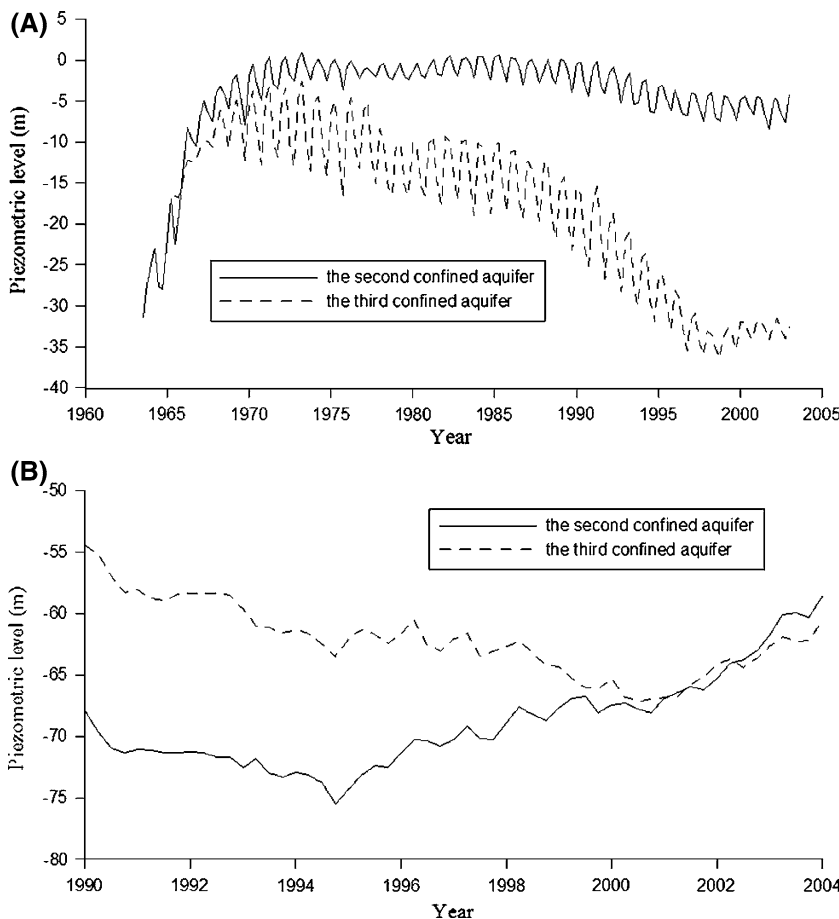 (A)
5
0
-5
-10
-15
-20
-25
-30
-35
-40
Piezometric level (m)
the second confined aquifer
the third confined aquifer
1960 1965 1970 1975 1980 1985 1990 1995 2000 2005
Year
(B)
-50
-55
-60
-65
-70
-75
-80
Piezometric level (m)
the second confined aquifer
the third confined aquifer
1990 1992 1994 1996 1998 2000 2002 2004
Year